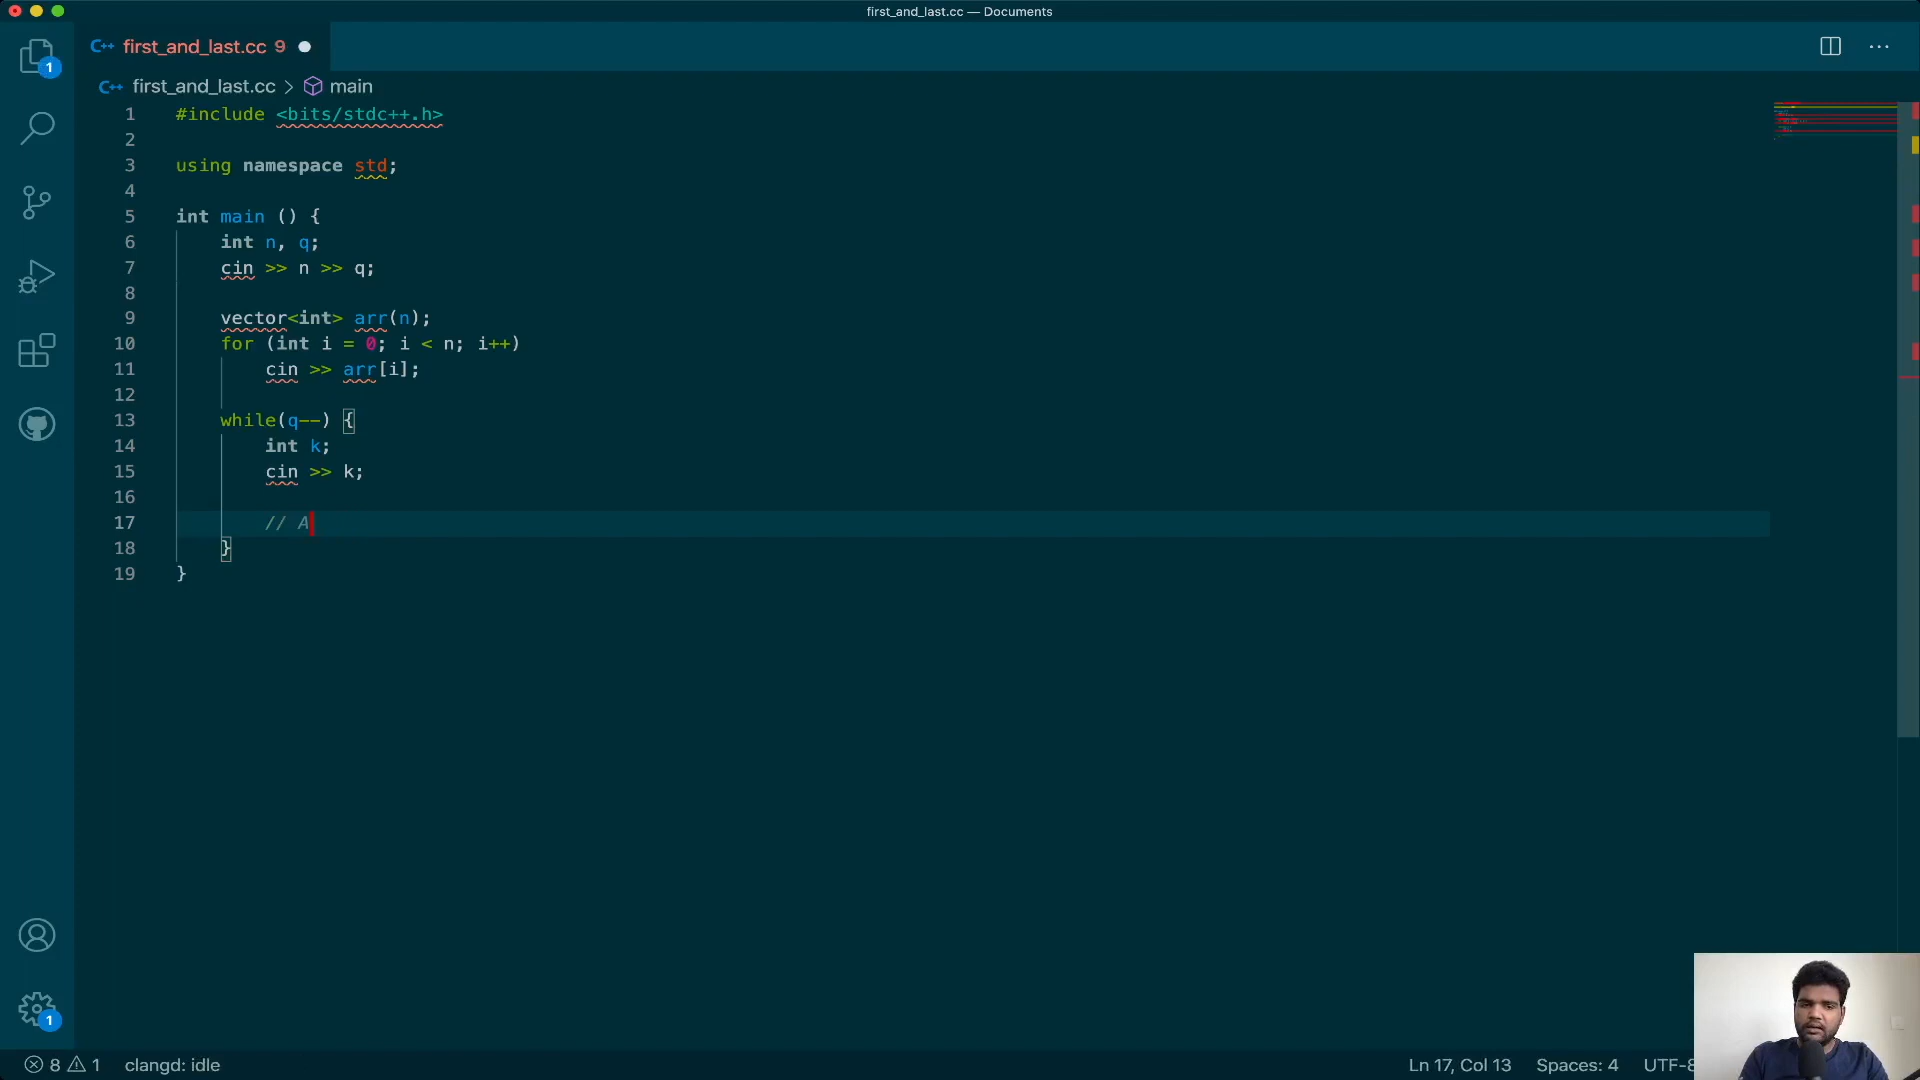 first_and_last.cc — Documents
C++ first_and_last.cc 9
C++ first_and_last.cc > main
1 #include <bits/stdc++.h>
2
3 using namespace std;
4
5 int main () {
6 int n, q;
7 cin >> n >> q;
8
9 vector<int> arr(n);
10 for (int i = 0; i < n; i++)
11 cin >> arr[i];
12
13 while(q--) {
14 int k;
15 cin >> k;
16
17 // A
18 }
19 }
1
1
8 1 clangd: idle Ln 17, Col 13 Spaces: 4 UTF-8